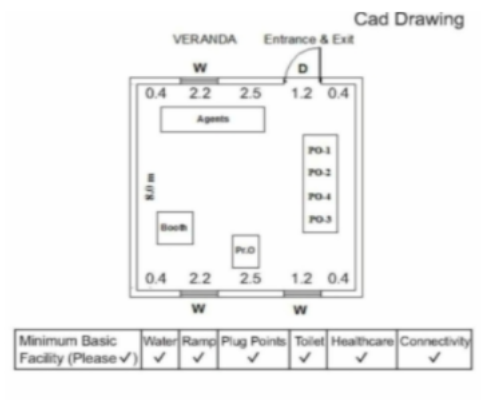 Cad Drawing
VERANDA Entrance & Exit
W D
0.4 2.2 2.5 1.2 0.4
Agents
PO-1
PO-2
8.0 m
PO-4
PO-3
Booth
Pr.O
0.4 2.2 2.5 1.2 0.4
W W
Minimum Basic Facility (Please ✓) Water Ramp Plug Points Toilet Healthcare Connectivity
✓ ✓ ✓ ✓ ✓ ✓